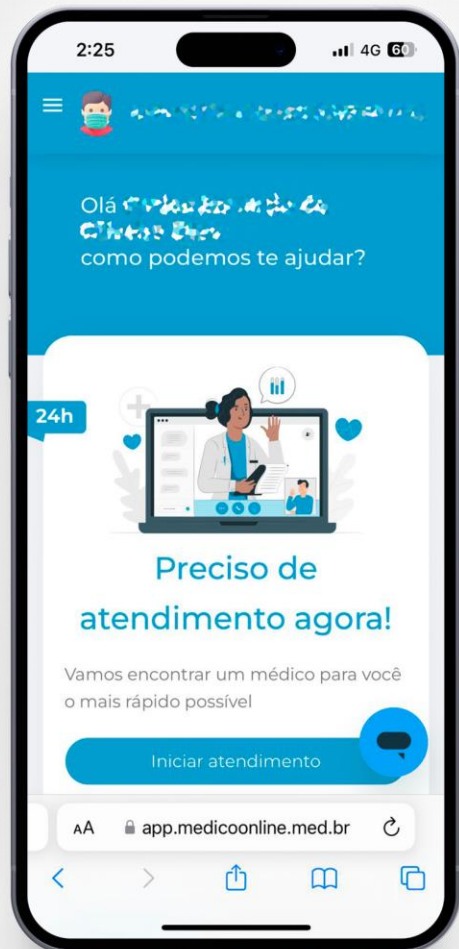 2:25 4G 60
Olá
como podemos te ajudar?
24h
Preciso de
atendimento agora!
Vamos encontrar um médico para você
o mais rápido possível
Iniciar atendimento
AA app.medicoonline.med.br